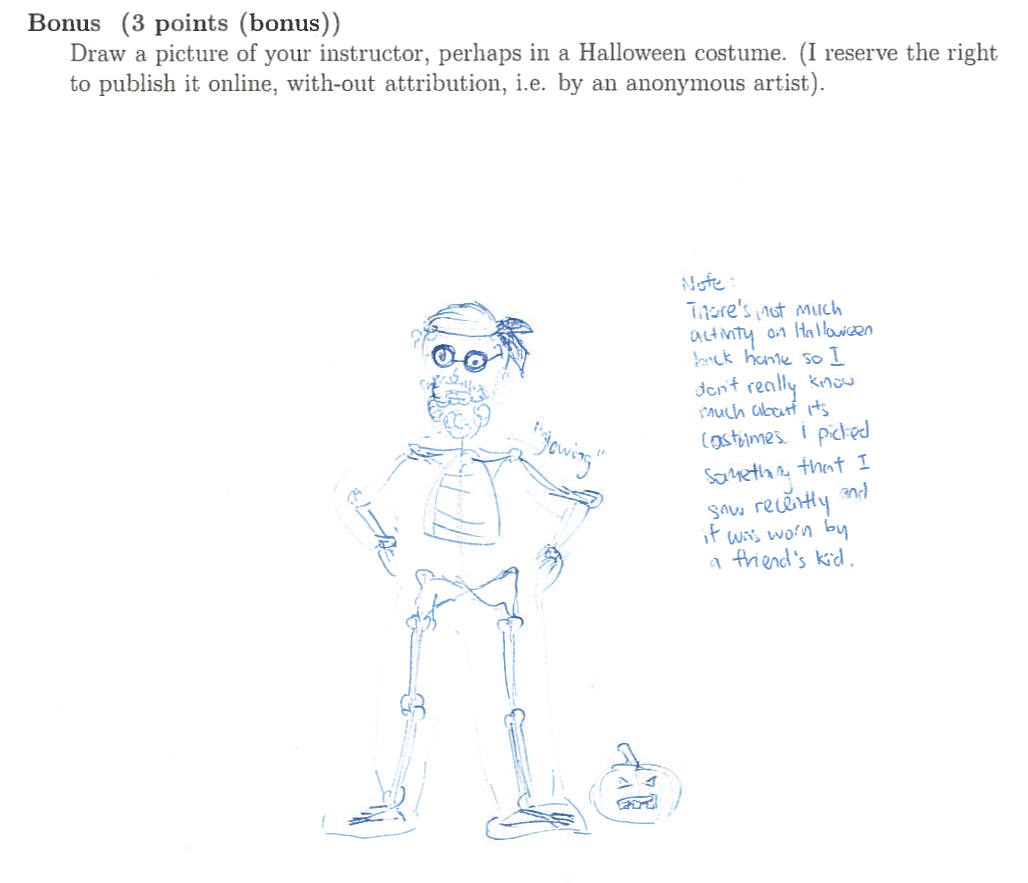 Bonus (3 points (bonus))
Draw a picture of your instructor, perhaps in a Halloween costume. (I reserve the right
to publish it online, with-out attribution, i.e. by an anonymous artist).
Note:
There's not much
activity on Halloween
back home so I
don't really know
much about its
costumes. I picked
"glowing"
something that I
saw recently and
it was worn by
a friend's kid.